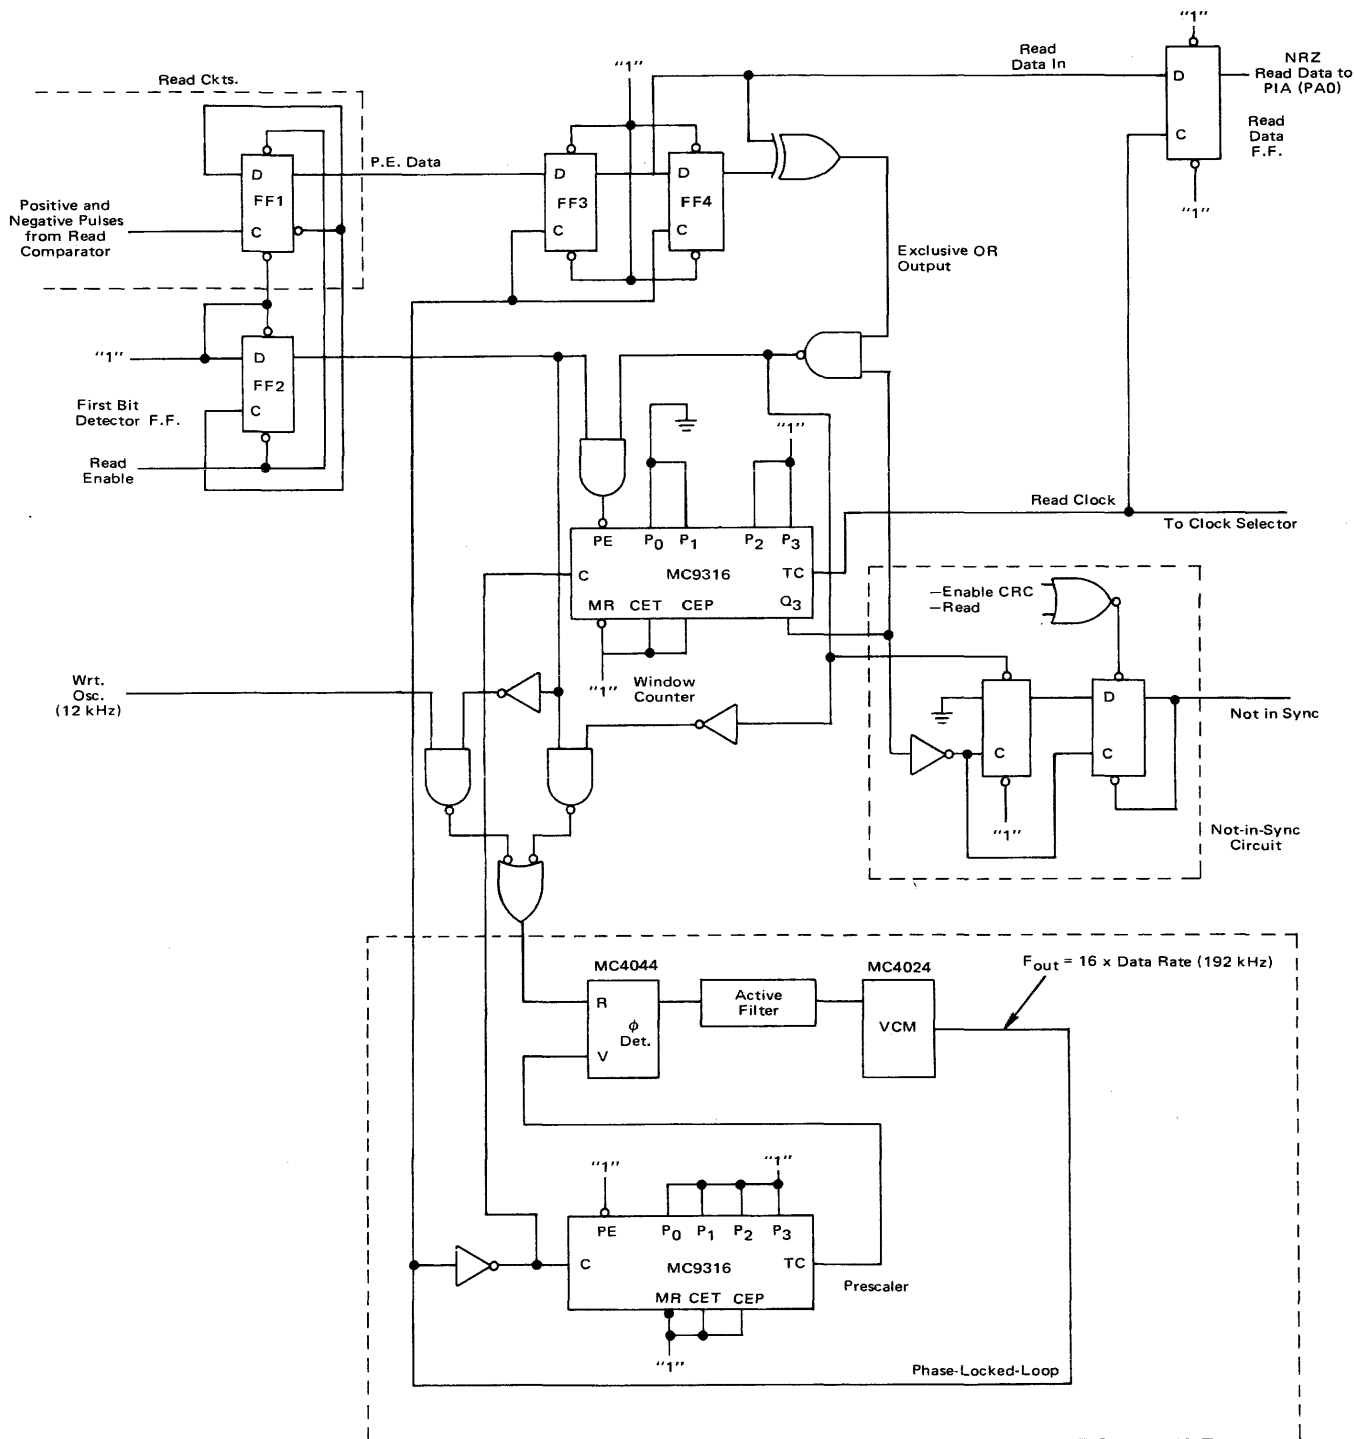 "1"
Read Ckts.
"1"
Read
Data In
D
NRZ
Read Data to
PIA (PA0)
C
Read
Data
F.F.
"1"
P.E. Data
D
FF1
C
D
FF3
C
D
FF4
C
Positive and
Negative Pulses
from Read
Comparator
Exclusive OR
Output
"1"
D
FF2
C
First Bit
Detector F.F.
Read
Enable
"1"
Read Clock
To Clock Selector
PE
P0
P1
P2
P3
C
MC9316
TC
MR
CET
CEP
Q3
"1"
Window
Counter
—Enable CRC
—Read
D
Not in Sync
C
C
"1"
Not-in-Sync
Circuit
Wrt.
Osc.
(12 kHz)
MC4044
R
φ
Det.
V
Active
Filter
MC4024
VCM
Fout = 16 x Data Rate (192 kHz)
"1"
"1"
PE
P0
P1
P2
P3
C
MC9316
TC
MR
CET
CEP
Prescaler
"1"
Phase-Locked-Loop